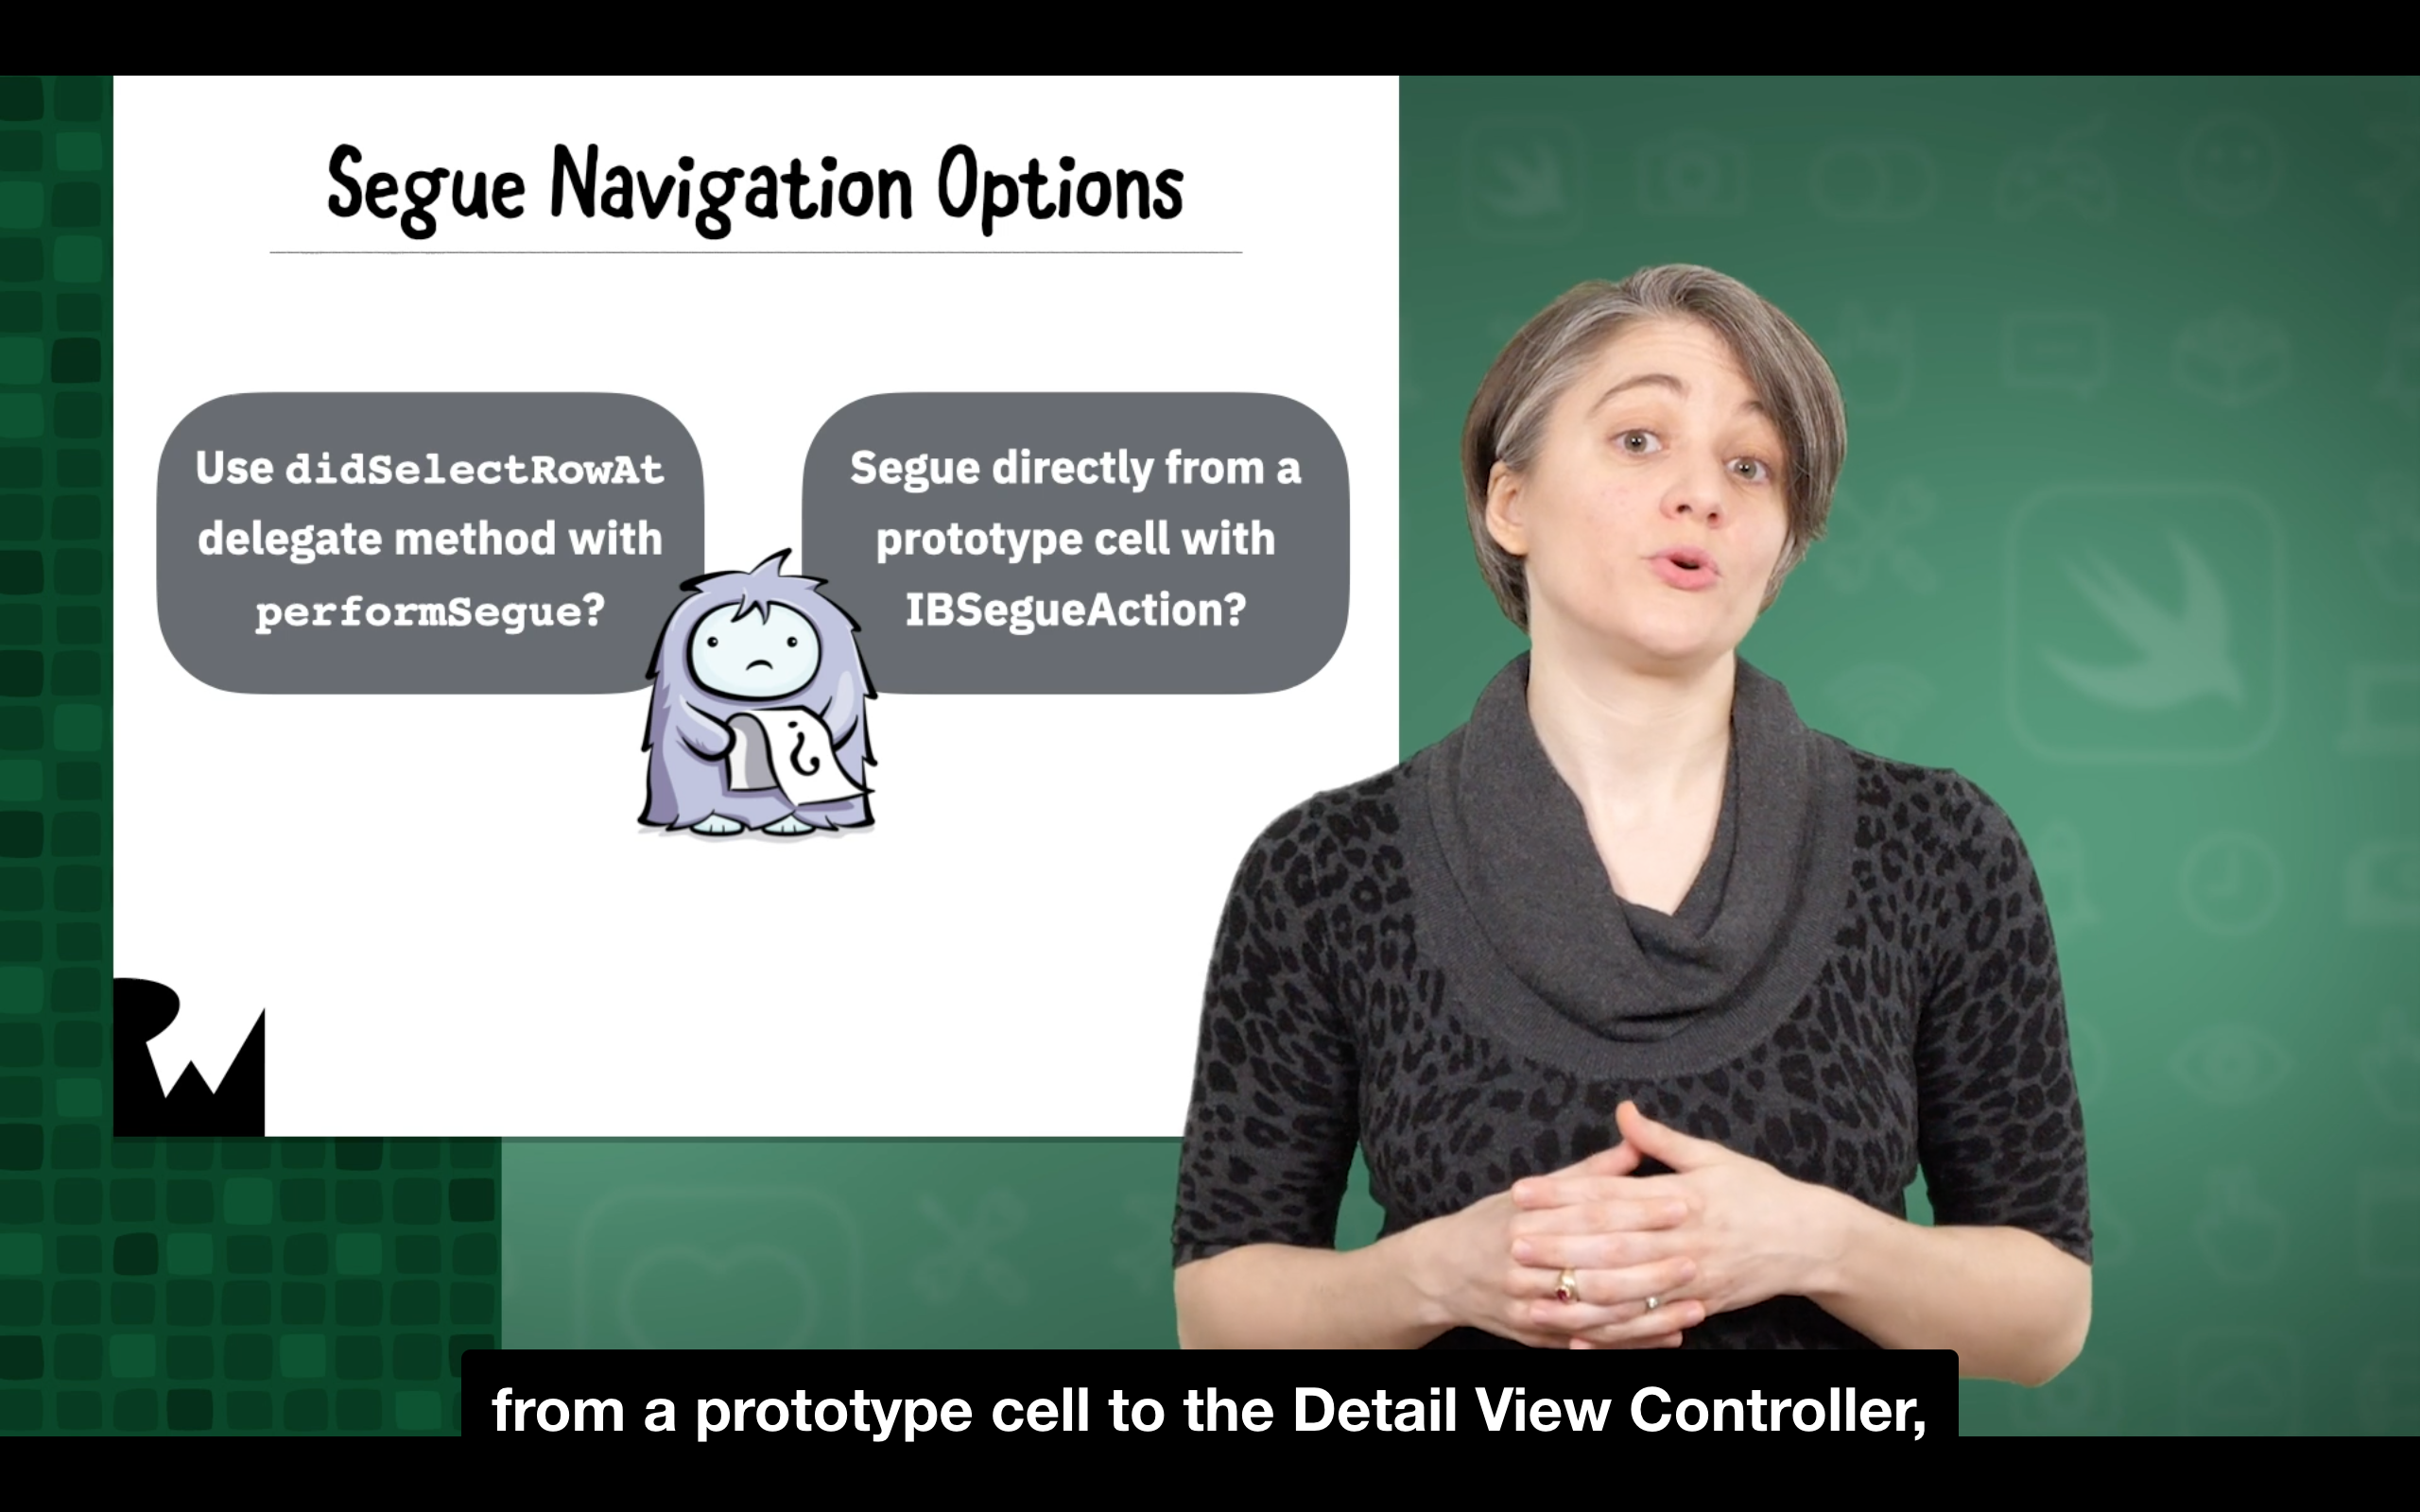 Segue Navigation Options
Use didSelectRowAt
delegate method with
performSegue?
Segue directly from a
prototype cell with
IBSegueAction?
?
RW
from a prototype cell to the Detail View Controller,